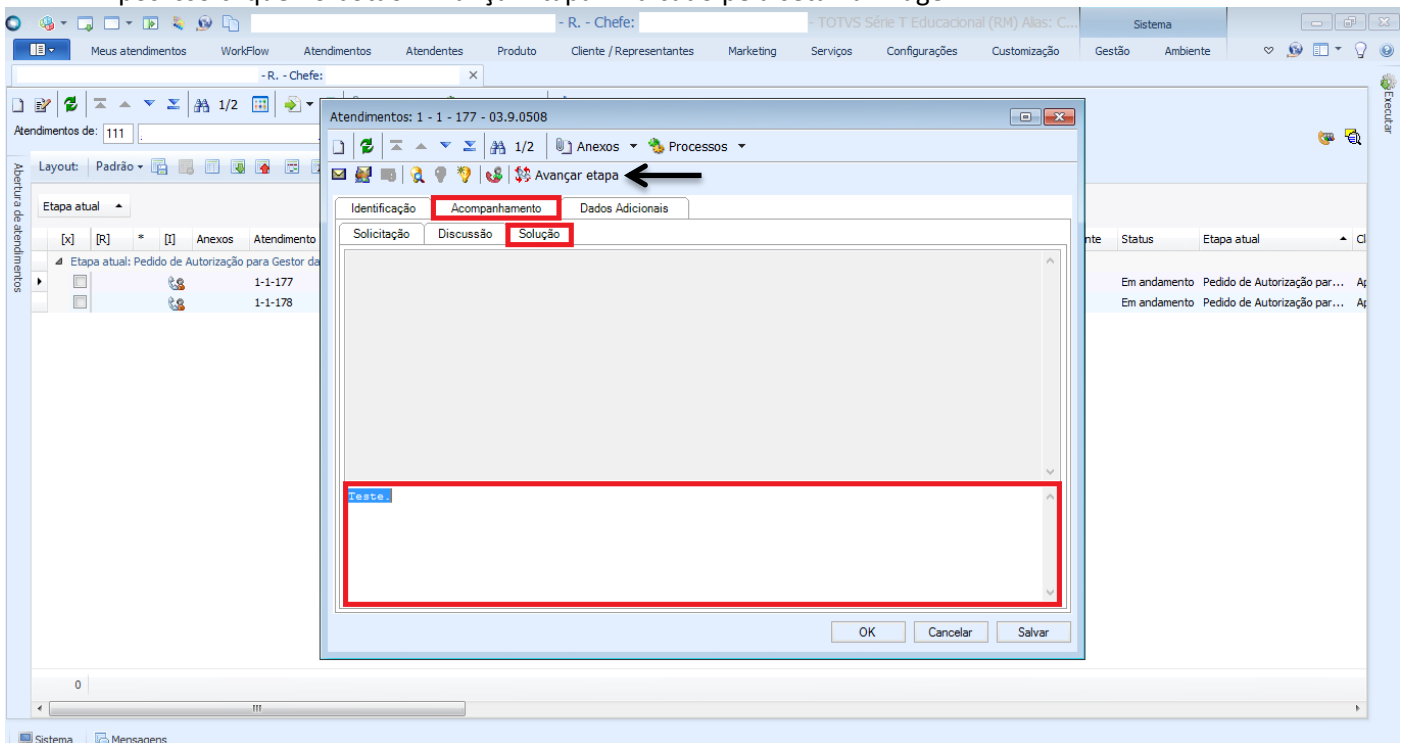 - R. - Chefe: - TOTVS Série T Educacional (RM) Alias: C... Sistema
Meus atendimentos WorkFlow Atendimentos Atendentes Produto Cliente / Representantes Marketing Serviços Configurações Customização Gestão Ambiente
- R. - Chefe:
1/2
Atendimentos de: 111 .
Layout: Padrão
Etapa atual
[x] [R] * [I] Anexos Atendimento nte Status Etapa atual Cl
Etapa atual: Pedido de Autorização para Gestor da
1-1-177 Em andamento Pedido de Autorização par... Ap
1-1-178 Em andamento Pedido de Autorização par... Ap
Atendimentos: 1 - 1 - 177 - 03.9.0508
1/2 Anexos Processos
Avançar etapa
Identificação Acompanhamento Dados Adicionais
Solicitação Discussão Solução
Teste.
OK Cancelar Salvar
0
Sistema Mensagens
Abertura de atendimentos
Executar